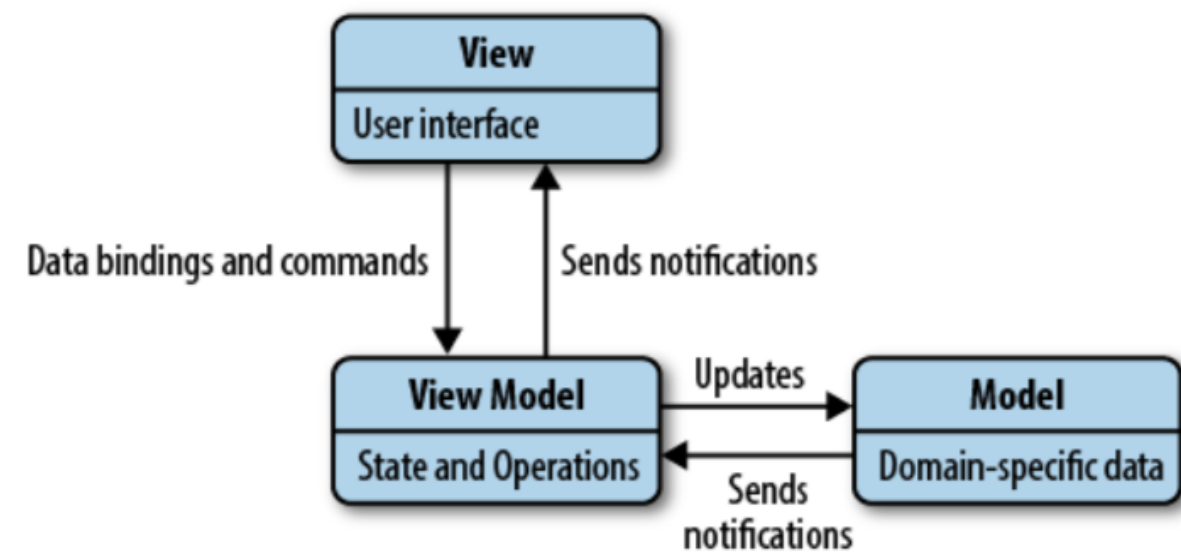 View
User interface
Data bindings and commands
Sends notifications
View Model
State and Operations
Updates
Sends
notifications
Model
Domain-specific data